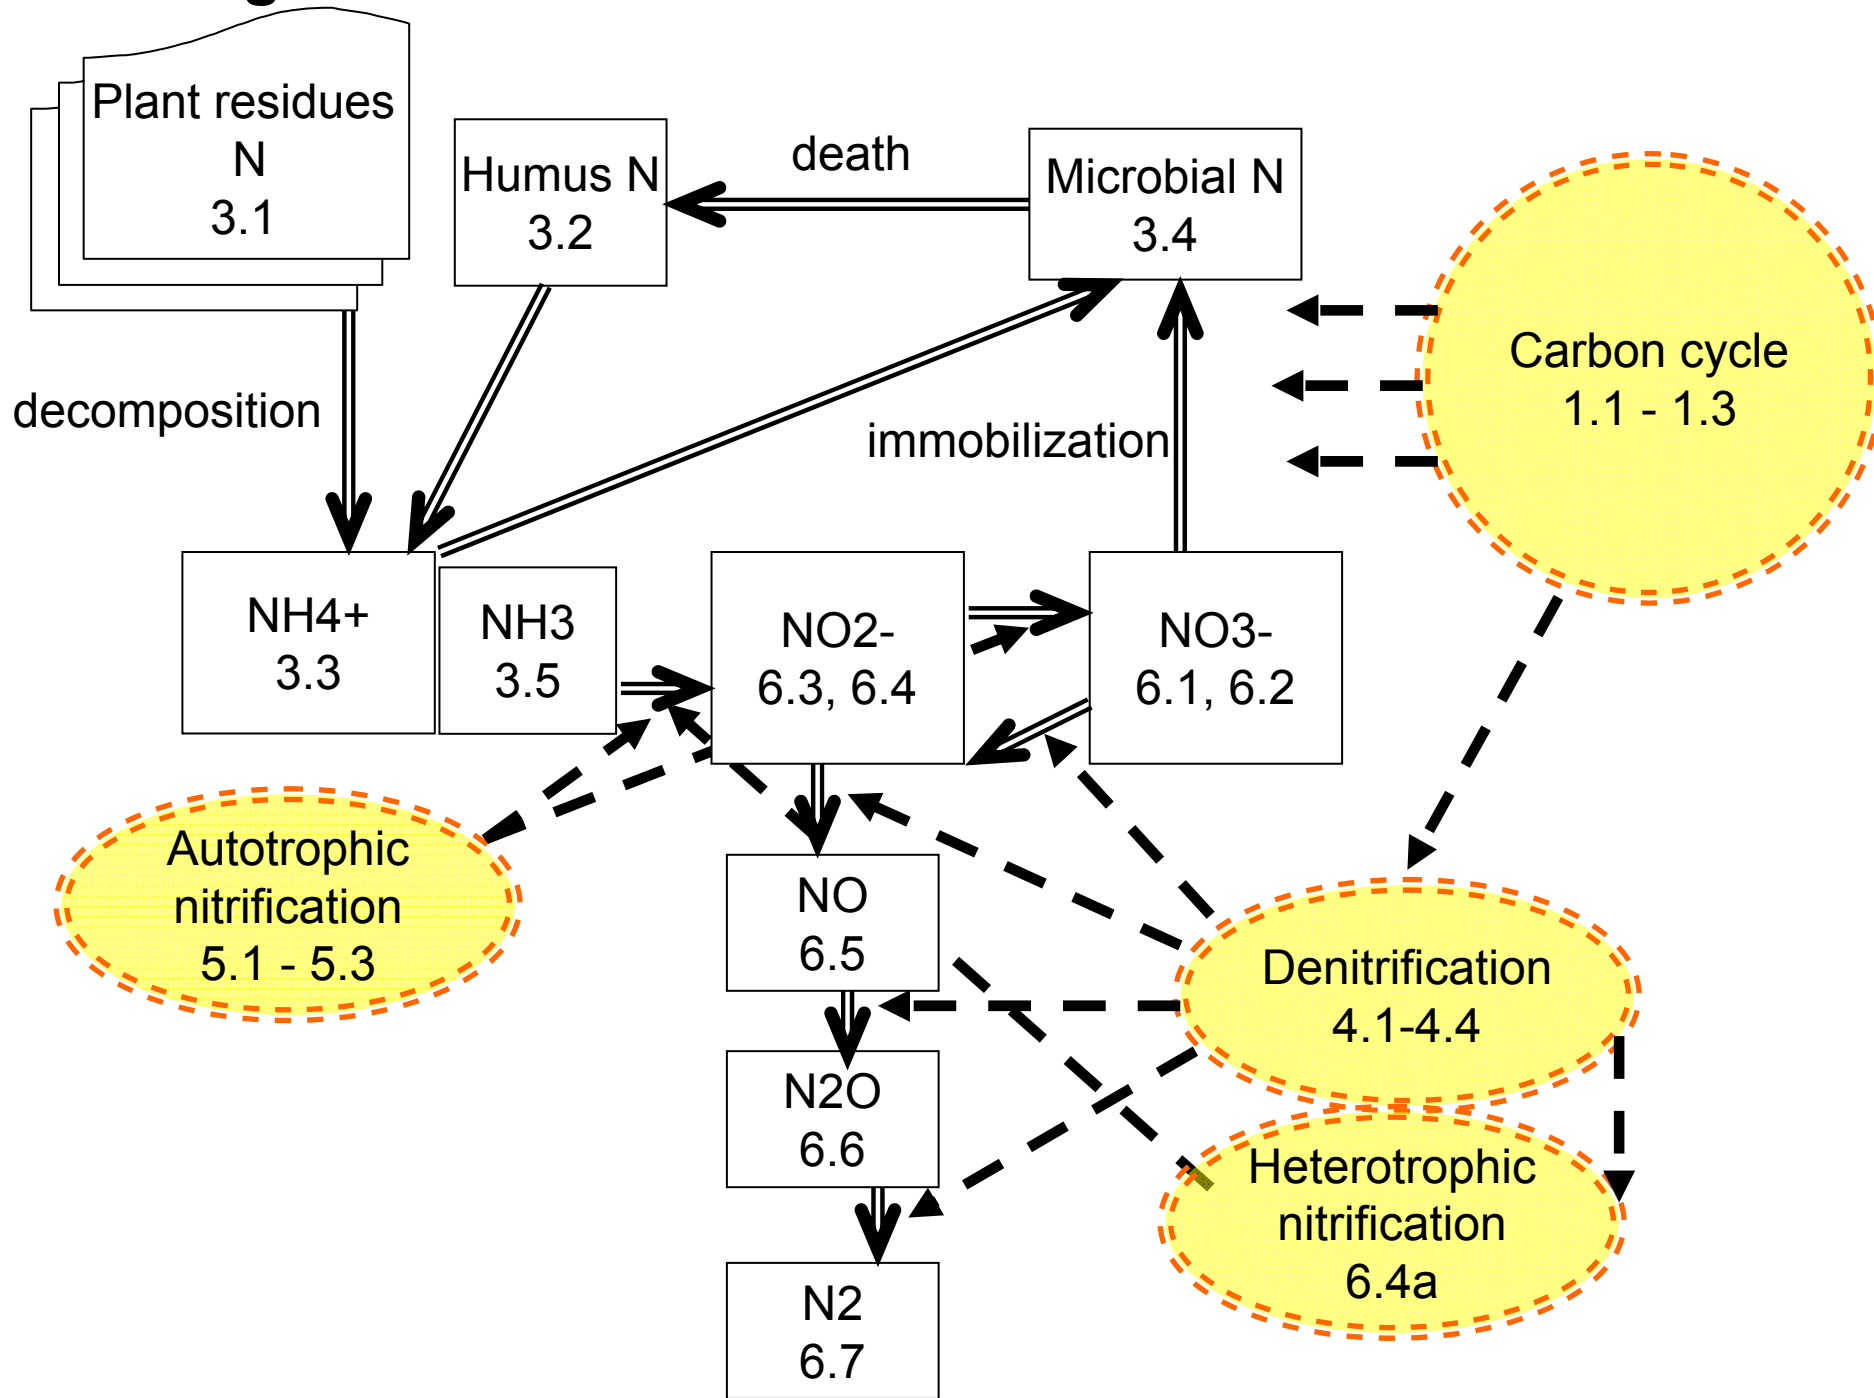 Plant residues
N
3.1
Humus N
3.2
death
Microbial N
3.4
Carbon cycle
1.1 - 1.3
decomposition
immobilization
NH4+
3.3
NH3
3.5
NO2-
6.3, 6.4
NO3-
6.1, 6.2
Autotrophic
nitrification
5.1 - 5.3
NO
6.5
Denitrification
4.1-4.4
N2O
6.6
Heterotrophic
nitrification
6.4a
N2
6.7